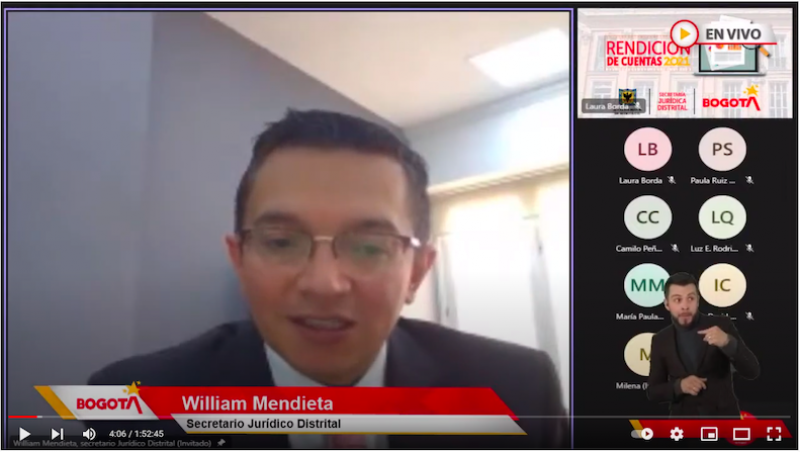 RENDICIÓN
DE CUENTAS 2021
EN VIVO
Laura Borda
SECRETARÍA
JURÍDICA
DISTRITAL
BOGOTÁ
LB
PS
Laura Borda
Paula Ruiz ...
CC
LQ
Camilo Peñ...
Luz E. Rodri...
MM
IC
María Paula...
Milena (
BOGOTÁ
William Mendieta
Secretario Jurídico Distrital
4:06 / 1:52:45
William Mendieta, secretario Jurídico Distrital (Invitado)